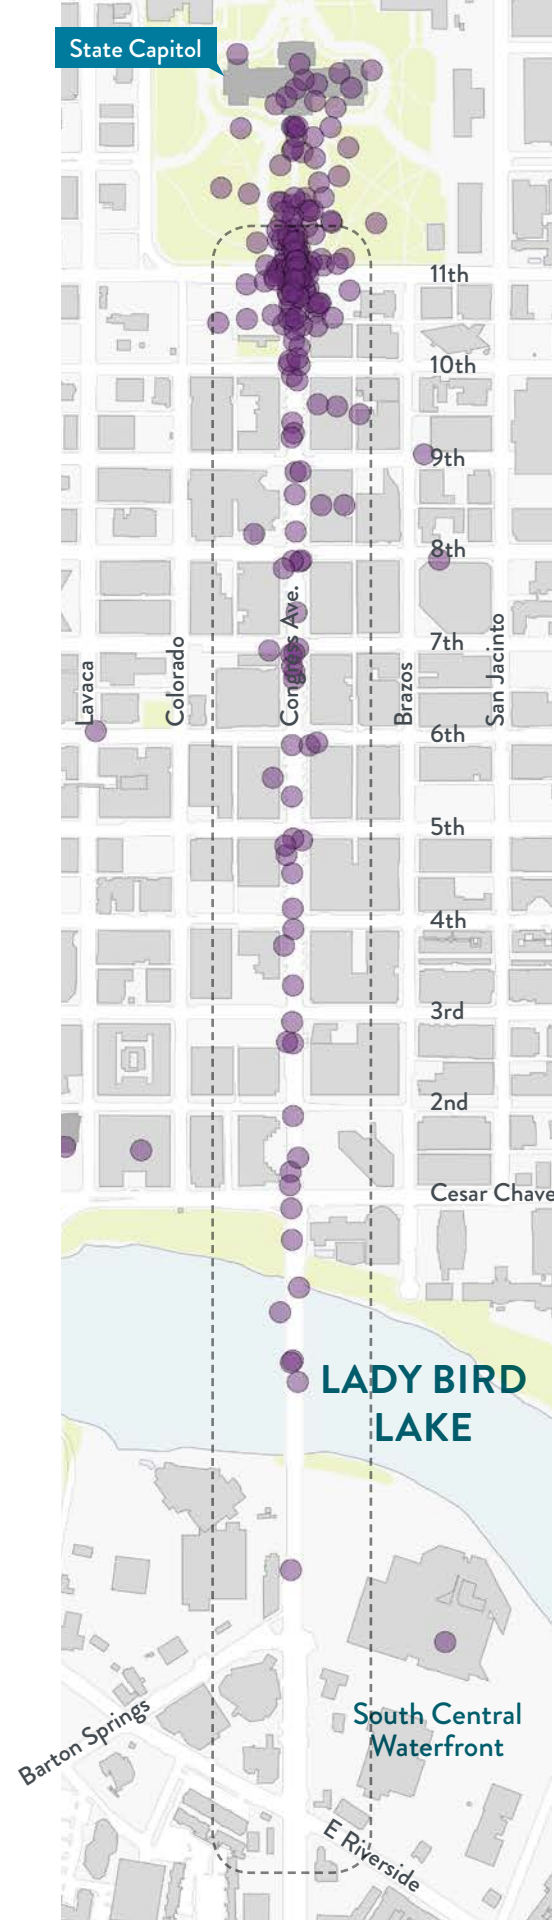 State Capitol
11th
10th
9th
8th
7th
Lavaca
Colorado
Congress Ave.
Brazos
San Jacinto
6th
5th
4th
3rd
2nd
Cesar Chave
LADY BIRD
LAKE
South Central
Waterfront
Barton Springs
E Riverside